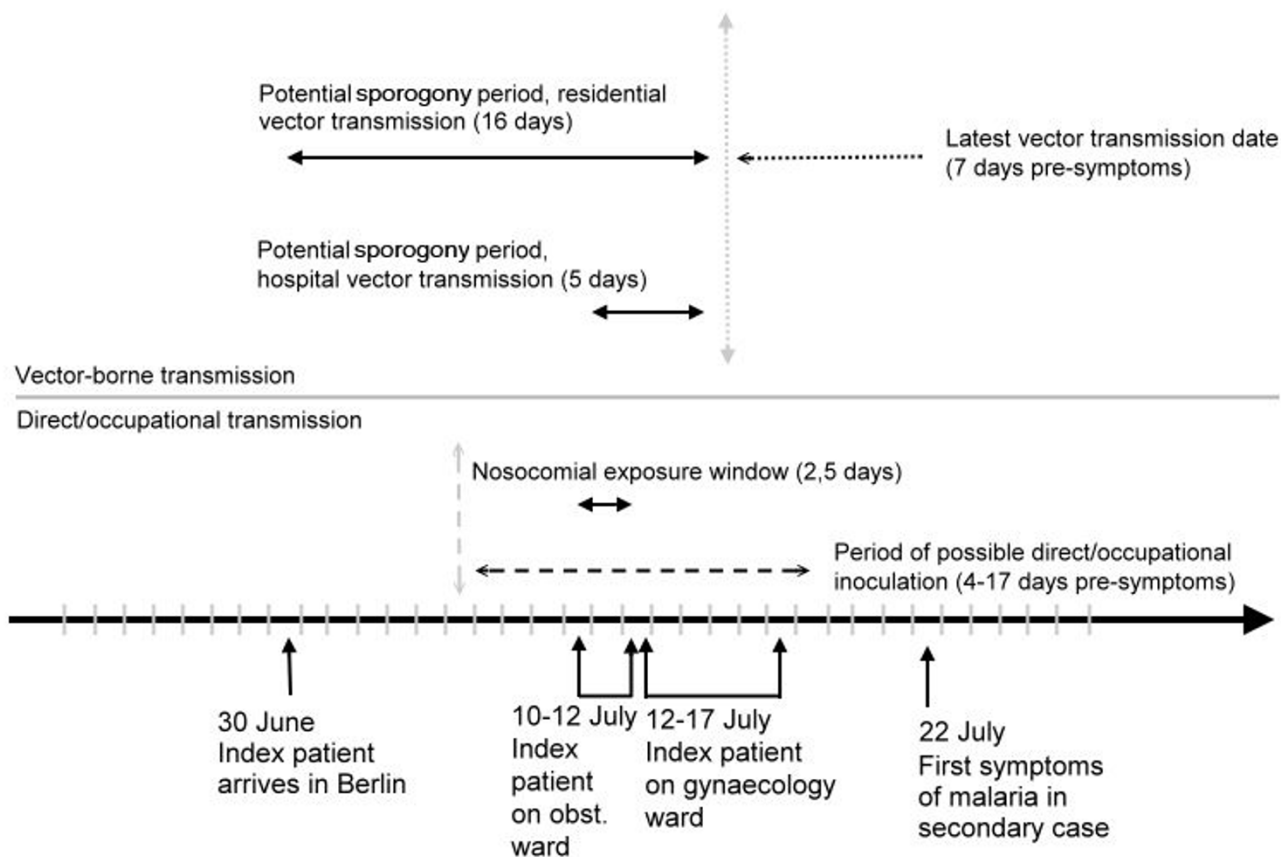 Potential sporogony period, residential
vector transmission (16 days)
Latest vector transmission date
(7 days pre-symptoms)
Potential sporogony period,
hospital vector transmission (5 days)
Vector-borne transmission
Direct/occupational transmission
Nosocomial exposure window (2,5 days)
Period of possible direct/occupational
inoculation (4-17 days pre-symptoms)
30 June
Index patient
arrives in Berlin
10-12 July
Index
patient
on obst.
ward
12-17 July
Index patient
on gynaecology
ward
22 July
First symptoms
of malaria in
secondary case